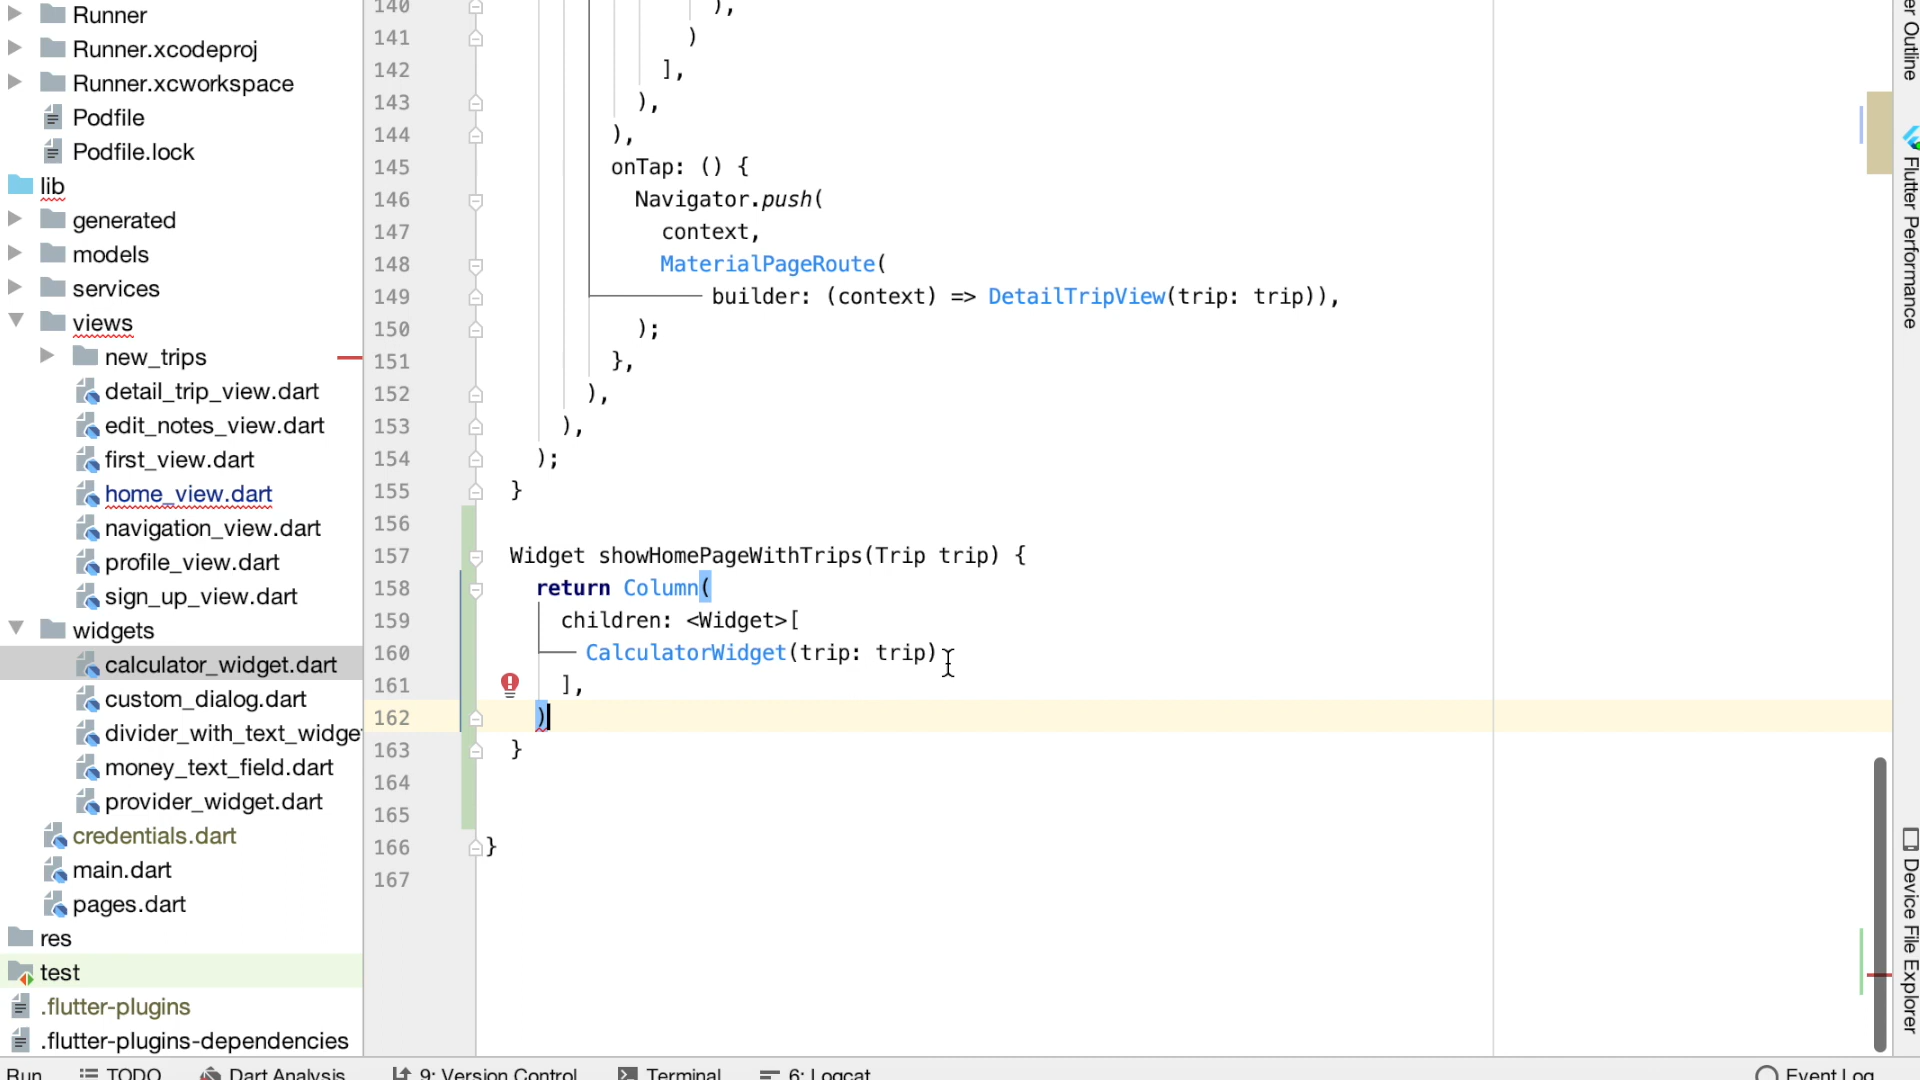 Runner
Runner.xcodeproj
Runner.xcworkspace
Podfile
Podfile.lock
lib
generated
models
services
views
new_trips
detail_trip_view.dart
edit_notes_view.dart
first_view.dart
home_view.dart
navigation_view.dart
profile_view.dart
sign_up_view.dart
widgets
calculator_widget.dart
custom_dialog.dart
divider_with_text_widge
money_text_field.dart
provider_widget.dart
credentials.dart
main.dart
pages.dart
res
test
.flutter-plugins
.flutter-plugins-dependencies
140 ),
141 )
142 ],
143 ),
144 ),
145 onTap: () {
146 Navigator.push(
147 context,
148 MaterialPageRoute(
149 builder: (context) => DetailTripView(trip: trip)),
150 );
151 },
152 ),
153 ),
154 );
155 }
156
157 Widget showHomePageWithTrips(Trip trip) {
158 return Column(
159 children: <Widget>[
160 CalculatorWidget(trip: trip)
161 ],
162 )
163 }
164
165
166 }
167
er Outline
Flutter Performance
Device File Explorer
Run
TODO
Dart Analysis
9: Version Control
Terminal
6: Logcat
Event Log